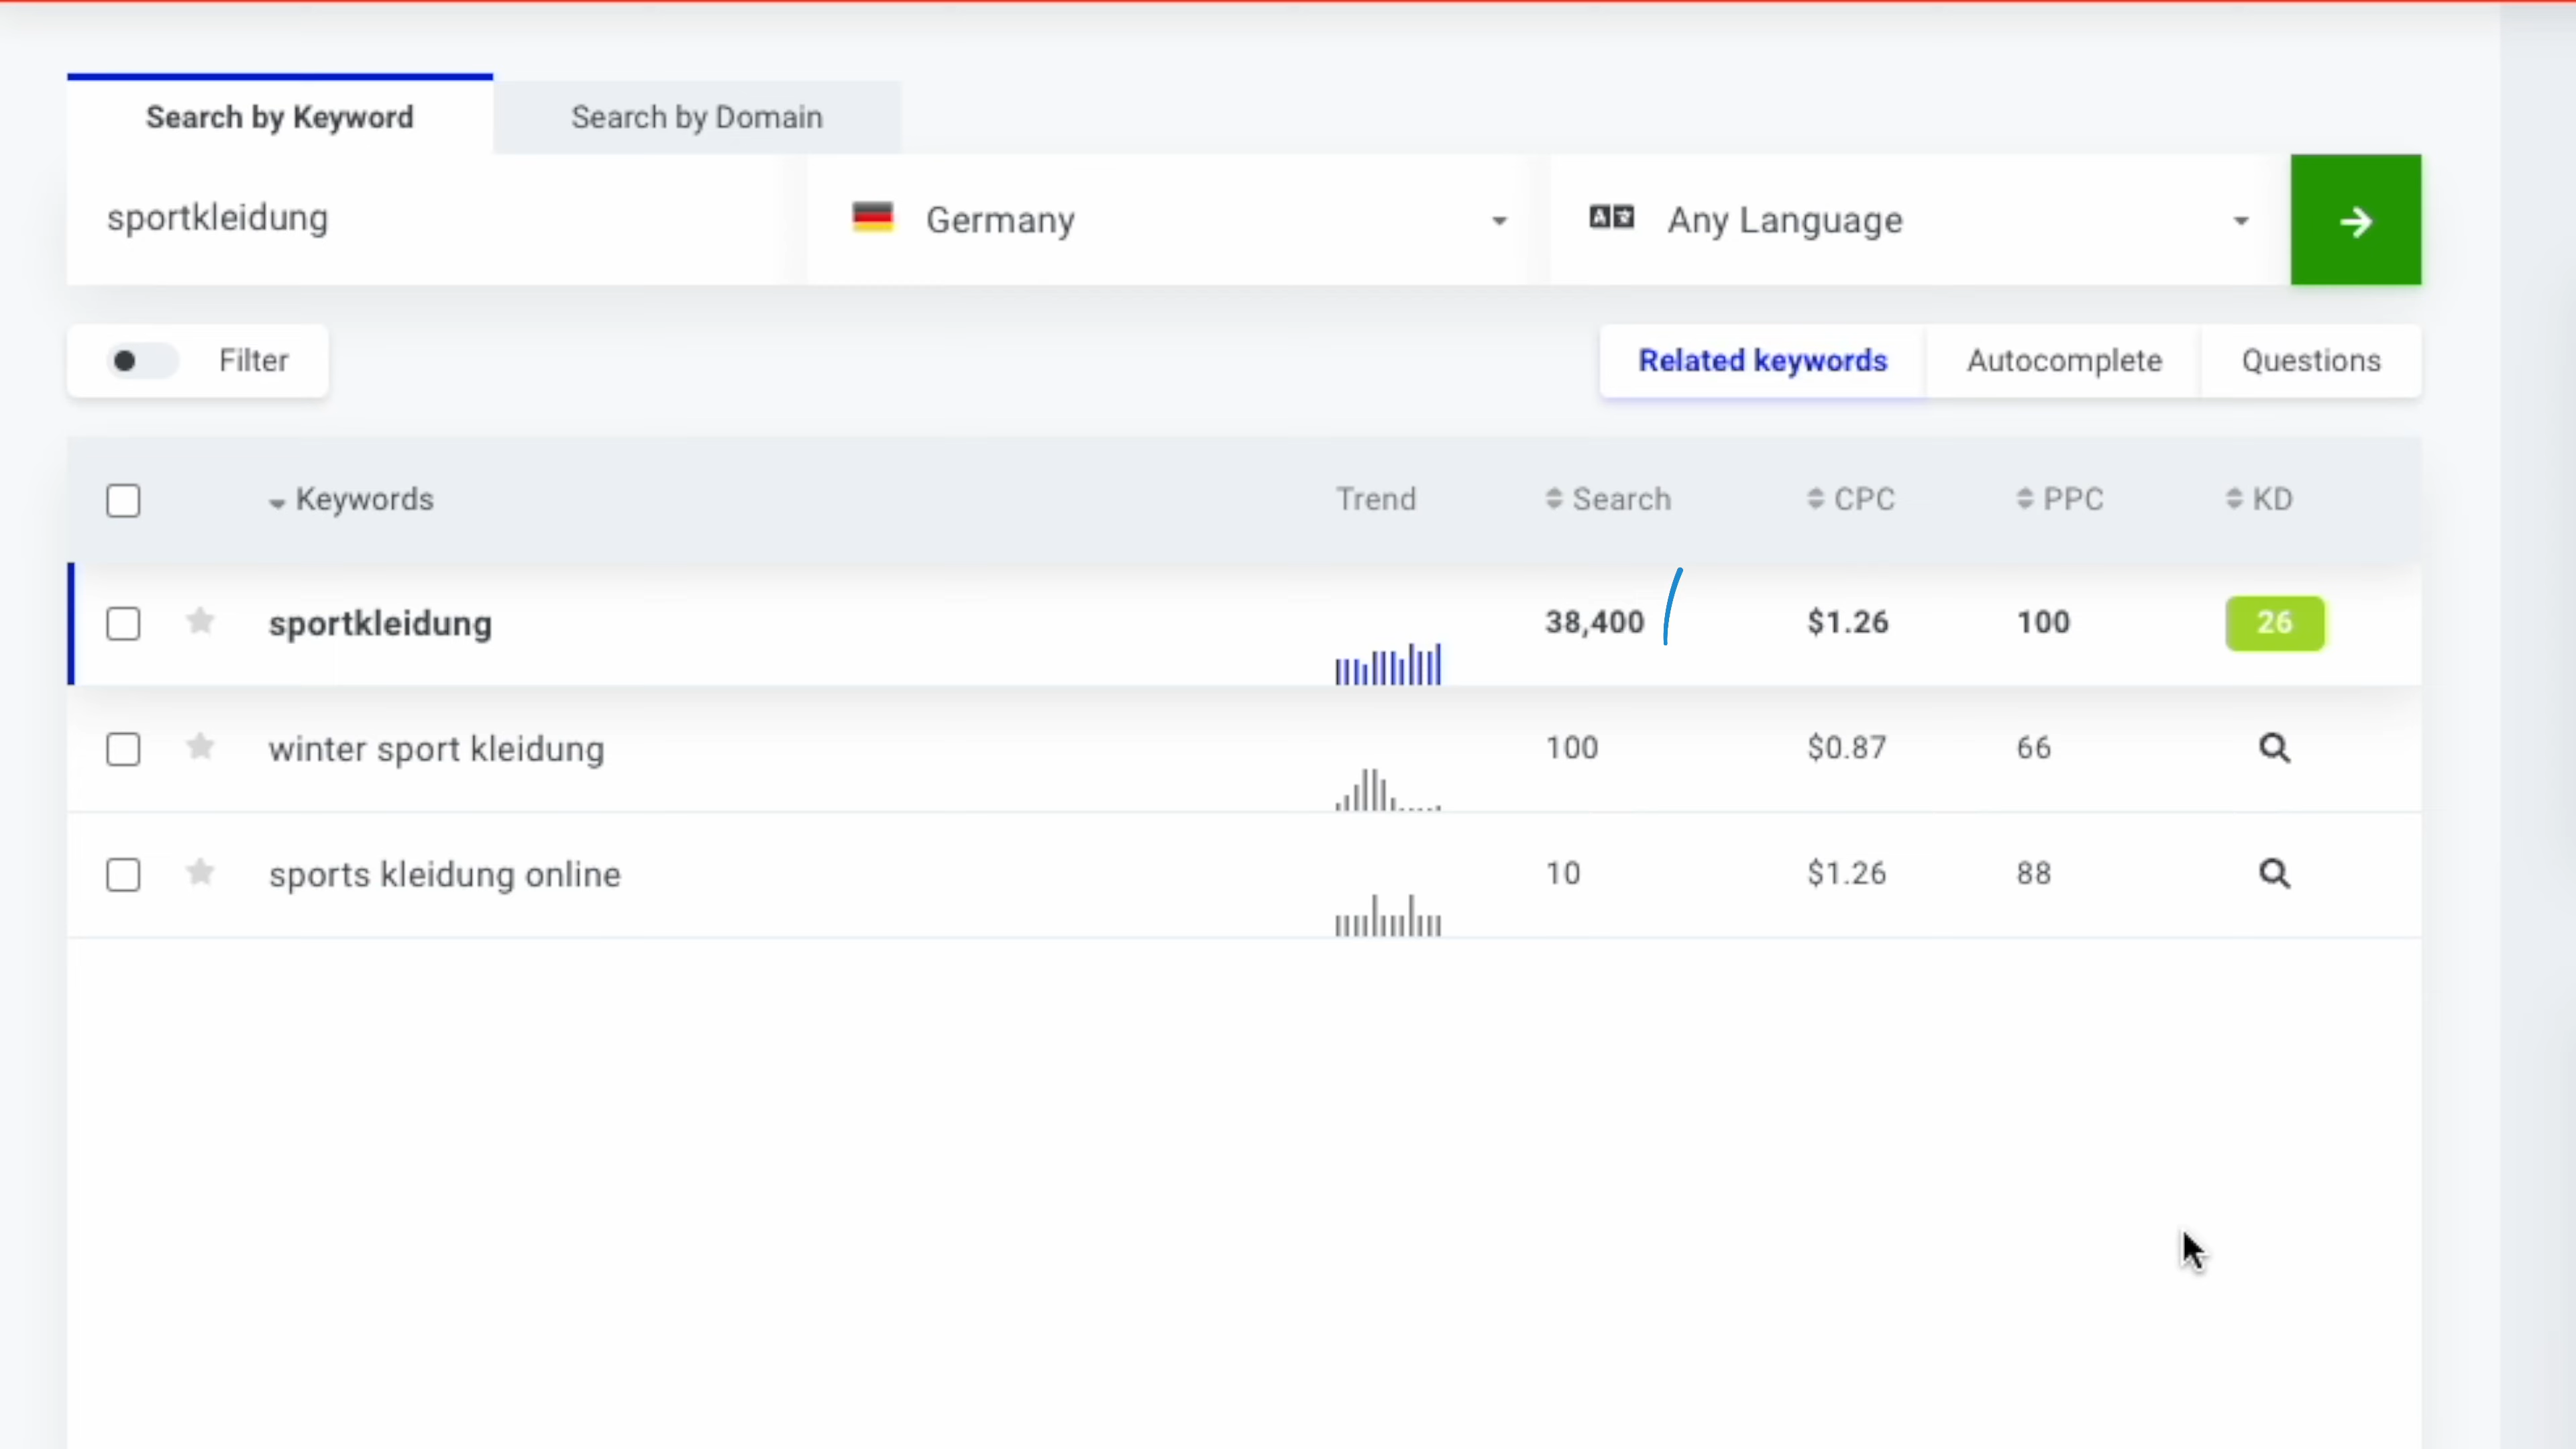 Search by Keyword Search by Domain
sportkleidung Germany Any Language
Filter Related keywords Autocomplete Questions
Keywords Trend Search CPC PPC KD
sportkleidung 38,400 $1.26 100 26
winter sport kleidung 100 $0.87 66
sports kleidung online 10 $1.26 88